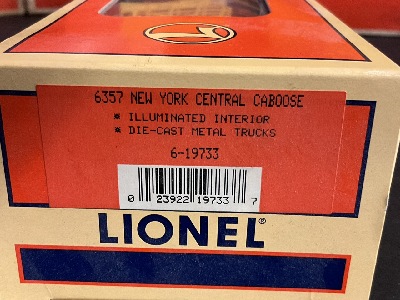 6357 NEW YORK CENTRAL CABOOSE
* ILLUMINATED INTERIOR
* DIE-CAST METAL TRUCKS
6-19733
0 23922 19733 7
LIONEL®